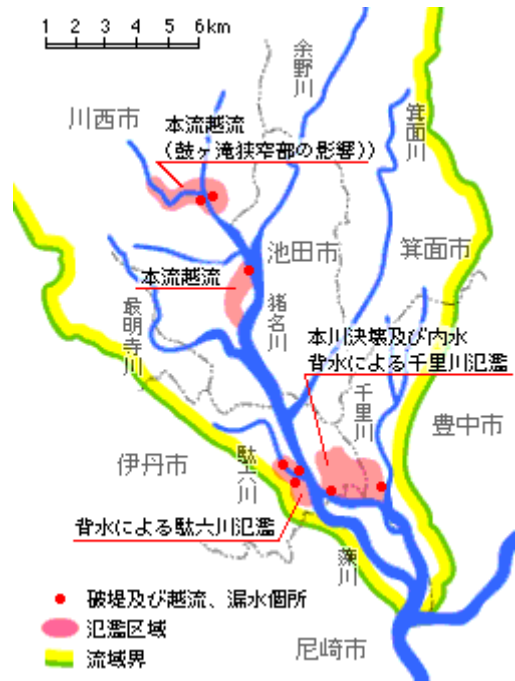 1 2 3 4 5 6km
余野川
箕面川
川西市
本流越流
(鼓ヶ滝狭窄部の影響))
池田市
箕面市
本流越流
猪名川
最明寺川
本川決壊及び内水
背水による千里川氾濫
千里川
豊中市
伊丹市
駄六川
背水による駄六川氾濫
藻川
破堤及び越流、漏水個所
氾濫区域
流域界
尼崎市